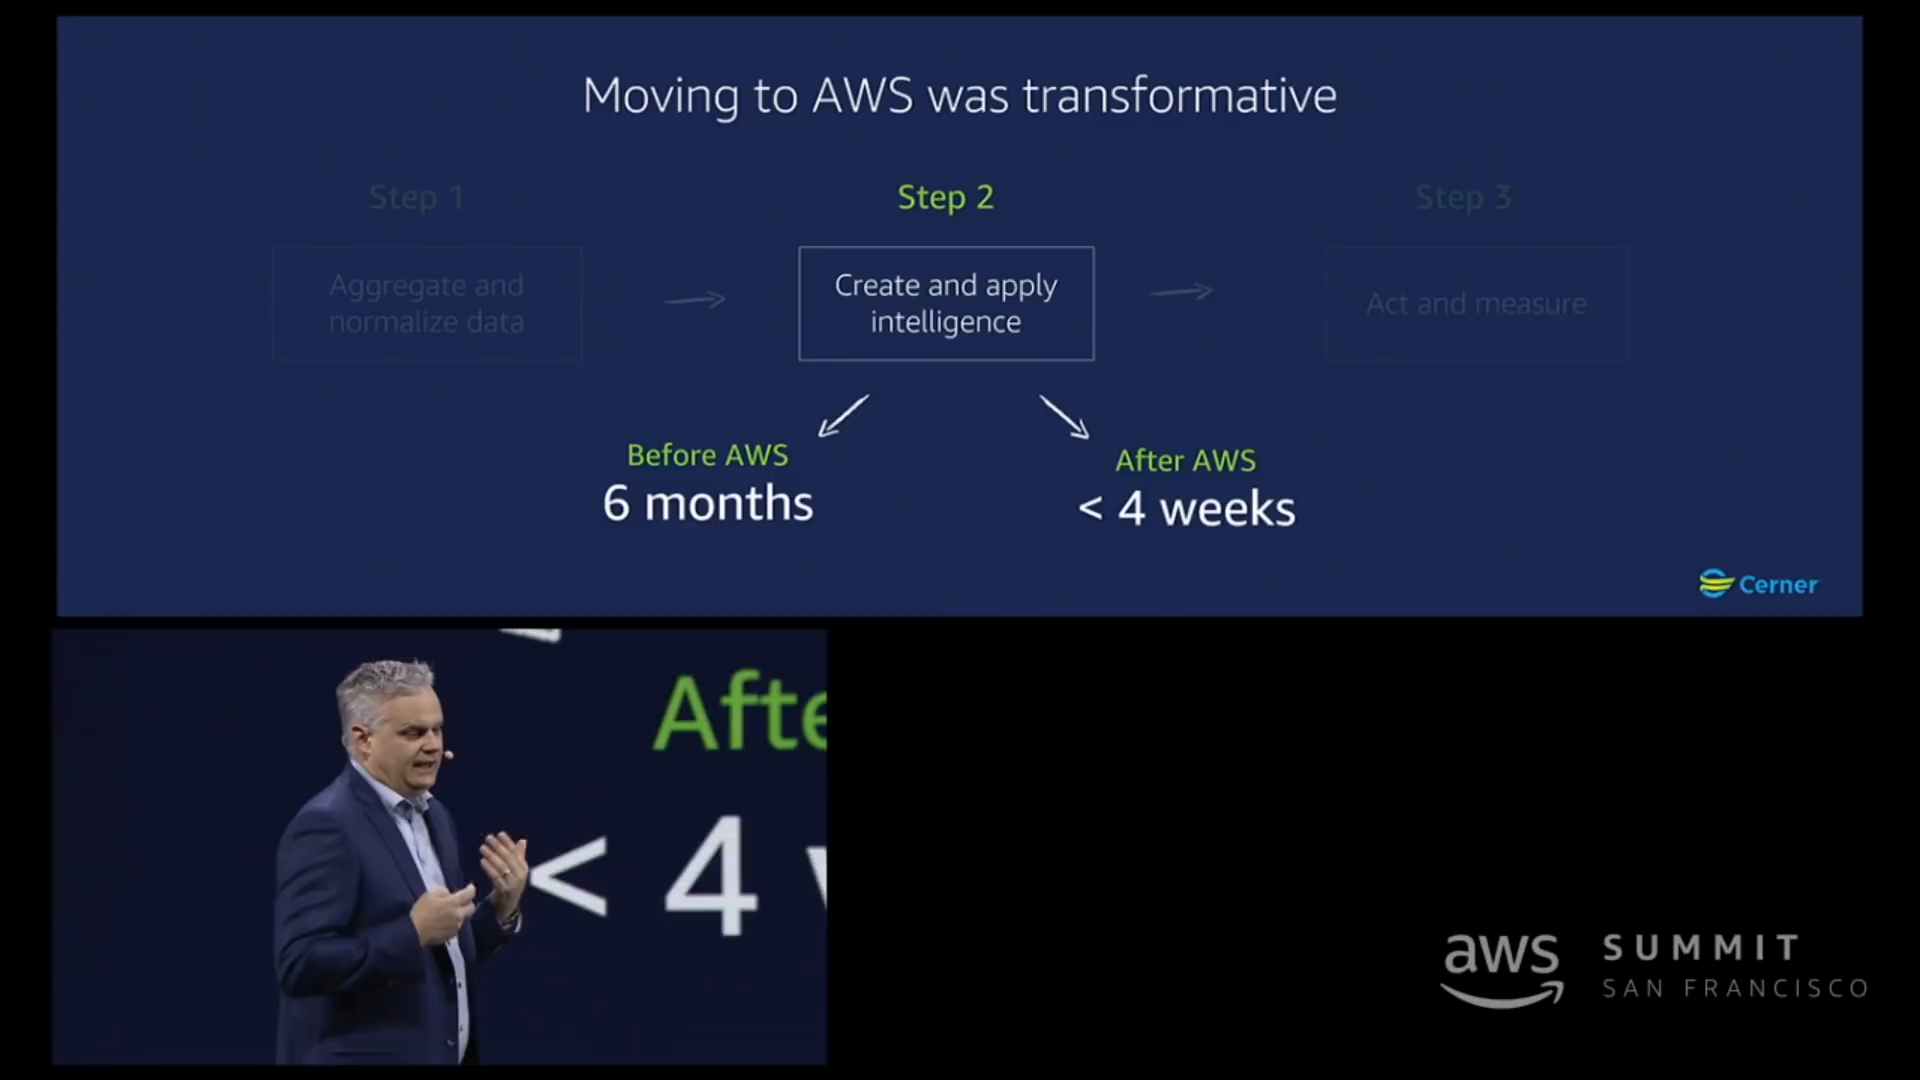 Moving to AWS was transformative
Step 1
Aggregate and
normalize data
Step 2
Create and apply
intelligence
Step 3
Act and measure
Before AWS
6 months
After AWS
< 4 weeks
Cerner
Afte
< 4 w
aws
SUMMIT
SAN FRANCISCO